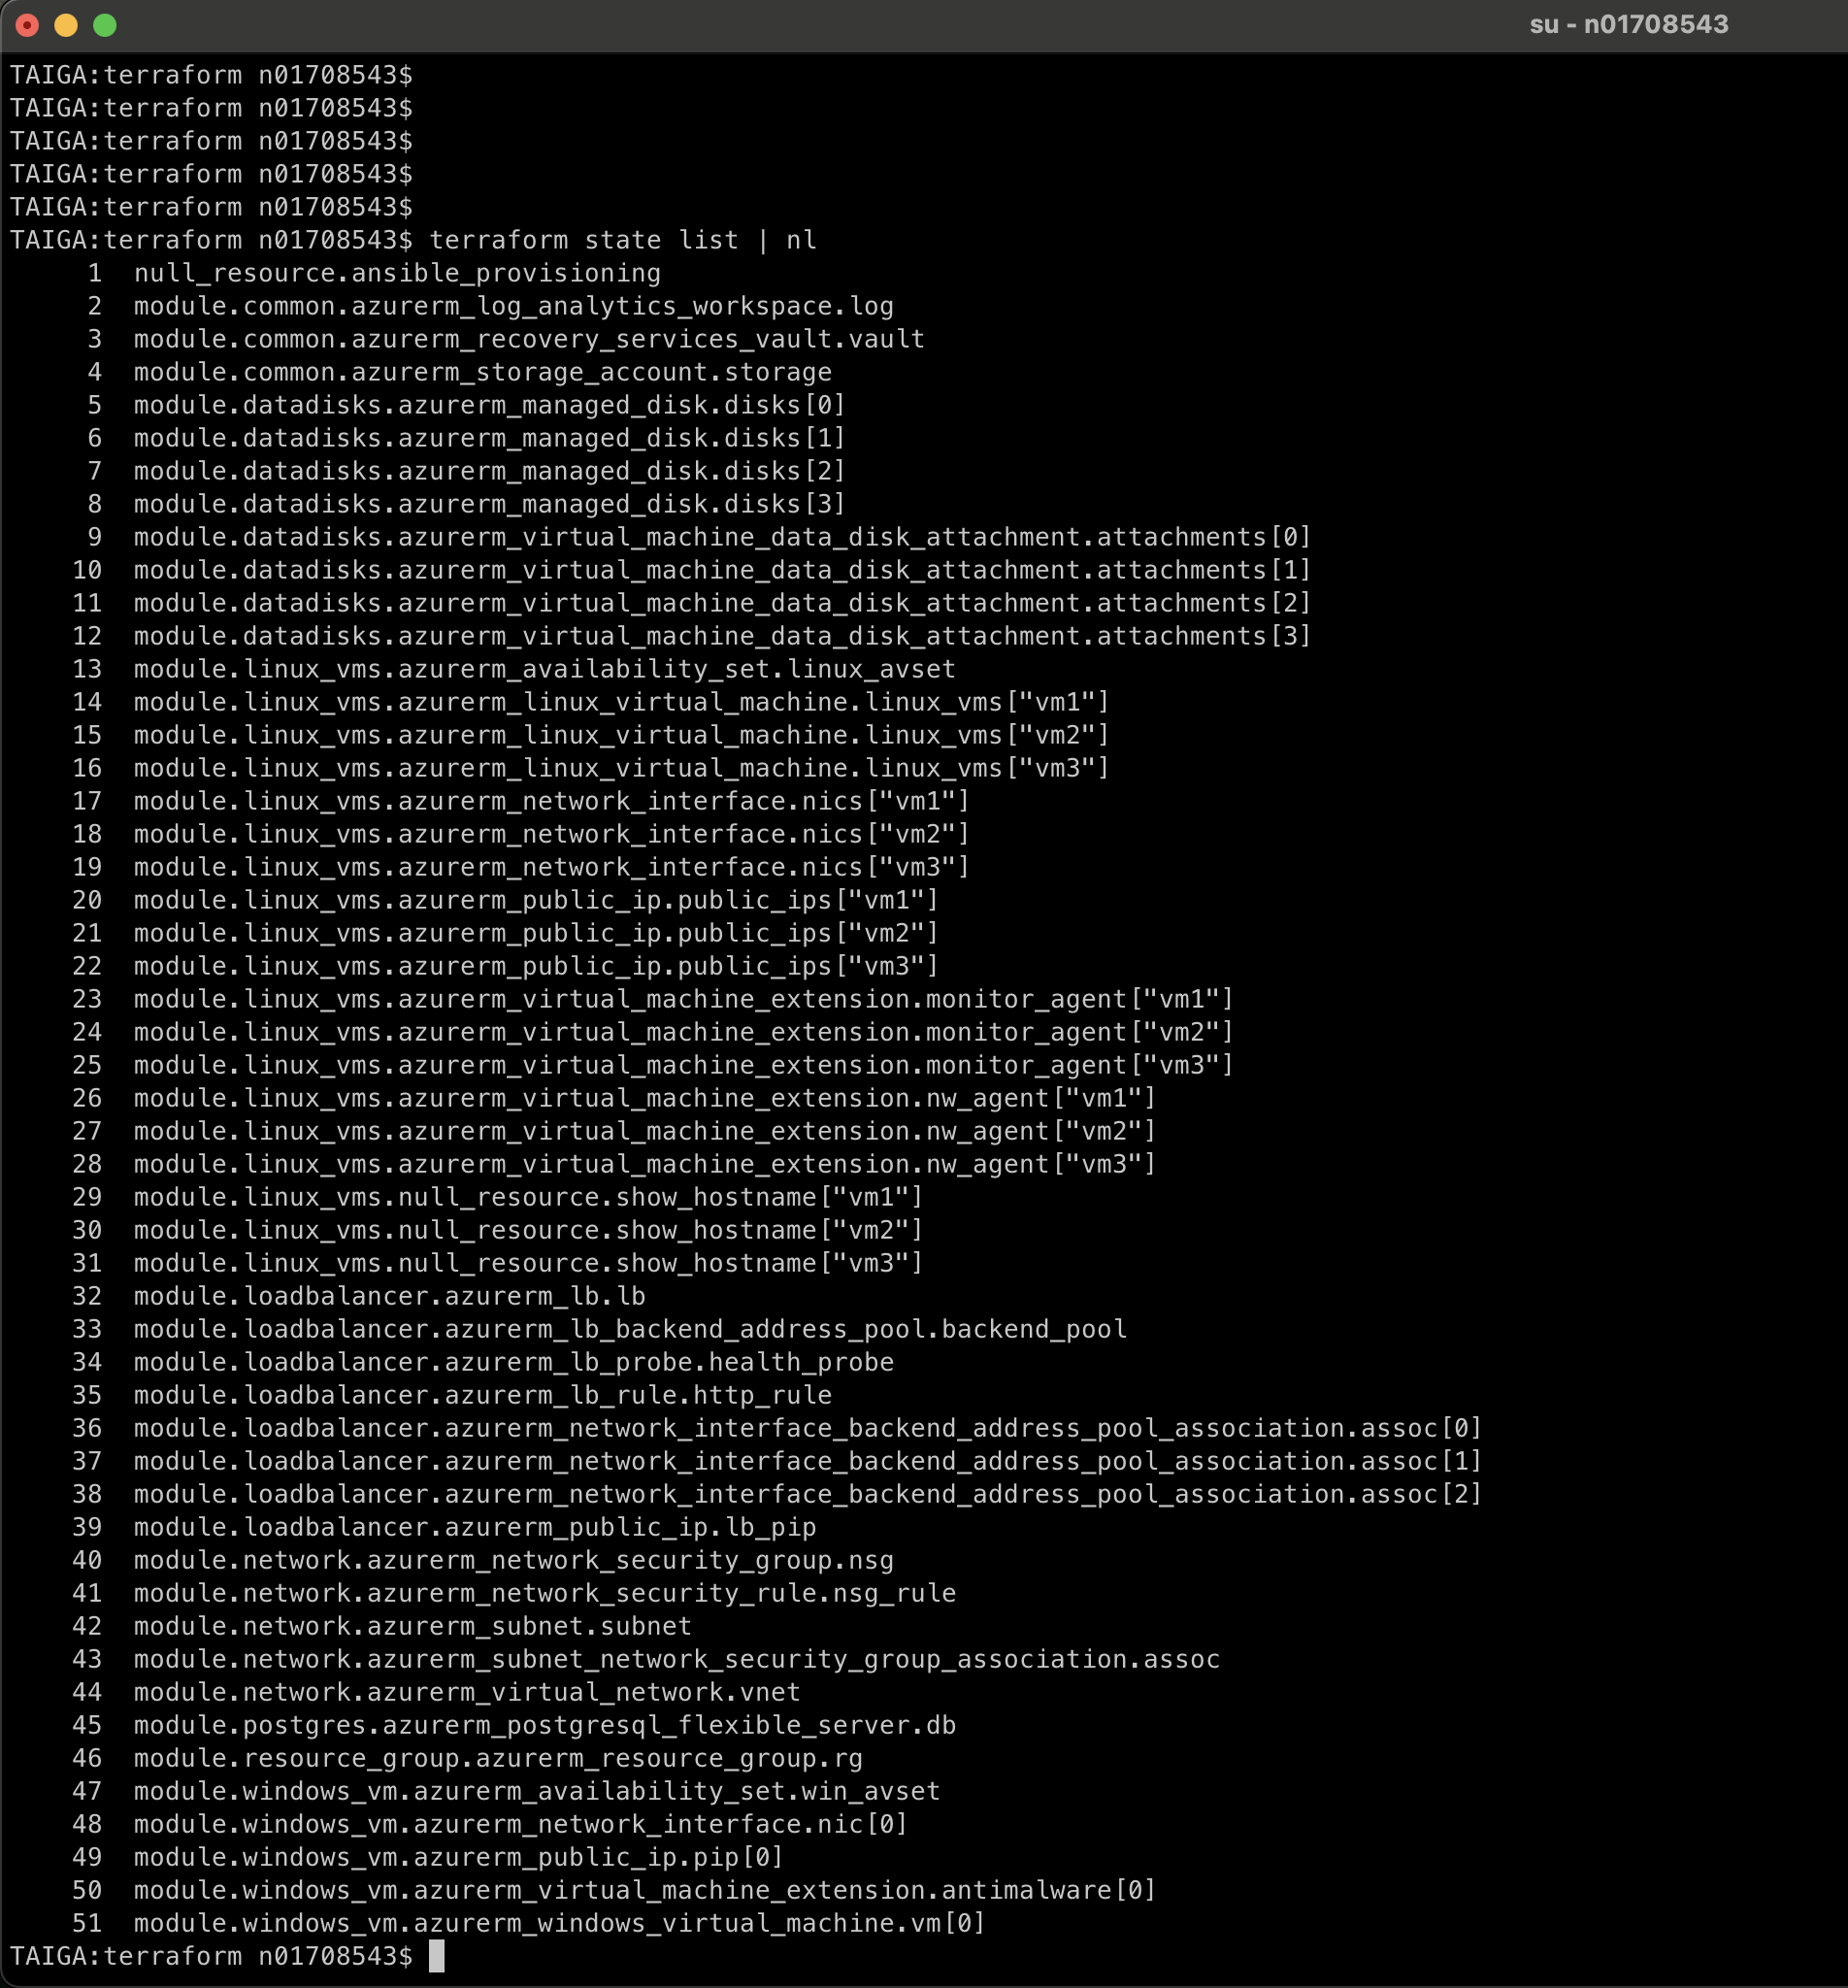 su - n01708543
TAIGA:terraform n01708543$
TAIGA:terraform n01708543$
TAIGA:terraform n01708543$
TAIGA:terraform n01708543$
TAIGA:terraform n01708543$
TAIGA:terraform n01708543$ terraform state list | nl
1 null_resource.ansible_provisioning
2 module.common.azurerm_log_analytics_workspace.log
3 module.common.azurerm_recovery_services_vault.vault
4 module.common.azurerm_storage_account.storage
5 module.datadisks.azurerm_managed_disk.disks[0]
6 module.datadisks.azurerm_managed_disk.disks[1]
7 module.datadisks.azurerm_managed_disk.disks[2]
8 module.datadisks.azurerm_managed_disk.disks[3]
9 module.datadisks.azurerm_virtual_machine_data_disk_attachment.attachments[0]
10 module.datadisks.azurerm_virtual_machine_data_disk_attachment.attachments[1]
11 module.datadisks.azurerm_virtual_machine_data_disk_attachment.attachments[2]
12 module.datadisks.azurerm_virtual_machine_data_disk_attachment.attachments[3]
13 module.linux_vms.azurerm_availability_set.linux_avset
14 module.linux_vms.azurerm_linux_virtual_machine.linux_vms["vm1"]
15 module.linux_vms.azurerm_linux_virtual_machine.linux_vms["vm2"]
16 module.linux_vms.azurerm_linux_virtual_machine.linux_vms["vm3"]
17 module.linux_vms.azurerm_network_interface.nics["vm1"]
18 module.linux_vms.azurerm_network_interface.nics["vm2"]
19 module.linux_vms.azurerm_network_interface.nics["vm3"]
20 module.linux_vms.azurerm_public_ip.public_ips["vm1"]
21 module.linux_vms.azurerm_public_ip.public_ips["vm2"]
22 module.linux_vms.azurerm_public_ip.public_ips["vm3"]
23 module.linux_vms.azurerm_virtual_machine_extension.monitor_agent["vm1"]
24 module.linux_vms.azurerm_virtual_machine_extension.monitor_agent["vm2"]
25 module.linux_vms.azurerm_virtual_machine_extension.monitor_agent["vm3"]
26 module.linux_vms.azurerm_virtual_machine_extension.nw_agent["vm1"]
27 module.linux_vms.azurerm_virtual_machine_extension.nw_agent["vm2"]
28 module.linux_vms.azurerm_virtual_machine_extension.nw_agent["vm3"]
29 module.linux_vms.null_resource.show_hostname["vm1"]
30 module.linux_vms.null_resource.show_hostname["vm2"]
31 module.linux_vms.null_resource.show_hostname["vm3"]
32 module.loadbalancer.azurerm_lb.lb
33 module.loadbalancer.azurerm_lb_backend_address_pool.backend_pool
34 module.loadbalancer.azurerm_lb_probe.health_probe
35 module.loadbalancer.azurerm_lb_rule.http_rule
36 module.loadbalancer.azurerm_network_interface_backend_address_pool_association.assoc[0]
37 module.loadbalancer.azurerm_network_interface_backend_address_pool_association.assoc[1]
38 module.loadbalancer.azurerm_network_interface_backend_address_pool_association.assoc[2]
39 module.loadbalancer.azurerm_public_ip.lb_pip
40 module.network.azurerm_network_security_group.nsg
41 module.network.azurerm_network_security_rule.nsg_rule
42 module.network.azurerm_subnet.subnet
43 module.network.azurerm_subnet_network_security_group_association.assoc
44 module.network.azurerm_virtual_network.vnet
45 module.postgres.azurerm_postgresql_flexible_server.db
46 module.resource_group.azurerm_resource_group.rg
47 module.windows_vm.azurerm_availability_set.win_avset
48 module.windows_vm.azurerm_network_interface.nic[0]
49 module.windows_vm.azurerm_public_ip.pip[0]
50 module.windows_vm.azurerm_virtual_machine_extension.antimalware[0]
51 module.windows_vm.azurerm_windows_virtual_machine.vm[0]
TAIGA:terraform n01708543$